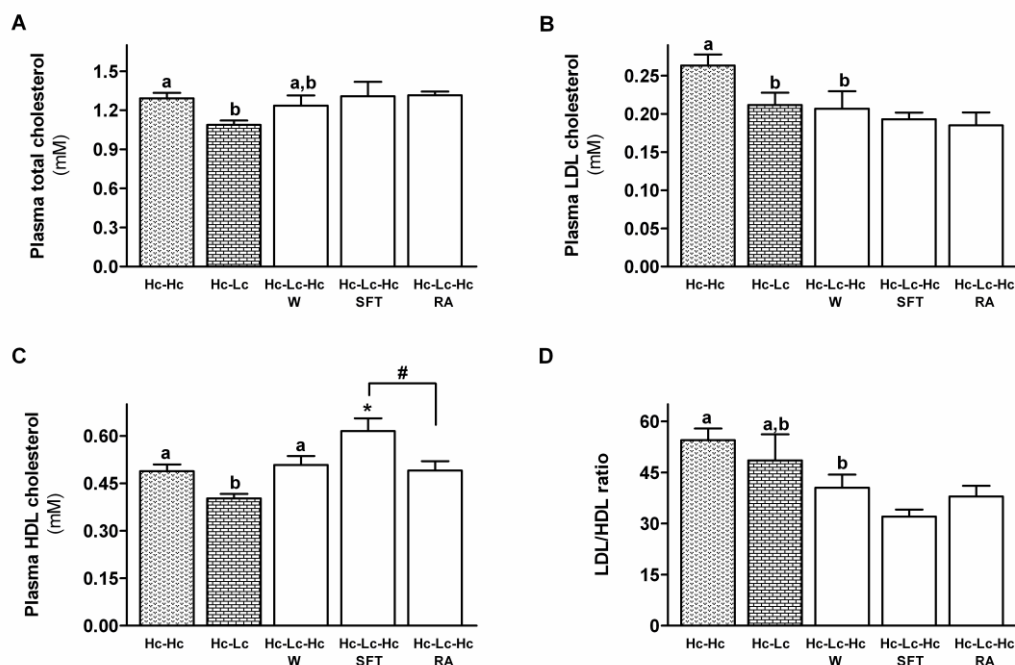 A
Plasma total cholesterol
(mM)
1.5
1.2
0.9
0.6
0.3
0.0
a
b
a,b
Hc-Hc
Hc-Lc
Hc-Lc-Hc
W
Hc-Lc-Hc
SFT
Hc-Lc-Hc
RA
B
Plasma LDL cholesterol
(mM)
0.25
0.20
0.15
0.10
0.05
0.00
a
b
b
Hc-Hc
Hc-Lc
Hc-Lc-Hc
W
Hc-Lc-Hc
SFT
Hc-Lc-Hc
RA
C
Plasma HDL cholesterol
(mM)
0.60
0.45
0.30
0.15
0.00
a
b
a
*
#
Hc-Hc
Hc-Lc
Hc-Lc-Hc
W
Hc-Lc-Hc
SFT
Hc-Lc-Hc
RA
D
LDL/HDL ratio
60
45
30
15
0
a
a,b
b
Hc-Hc
Hc-Lc
Hc-Lc-Hc
W
Hc-Lc-Hc
SFT
Hc-Lc-Hc
RA